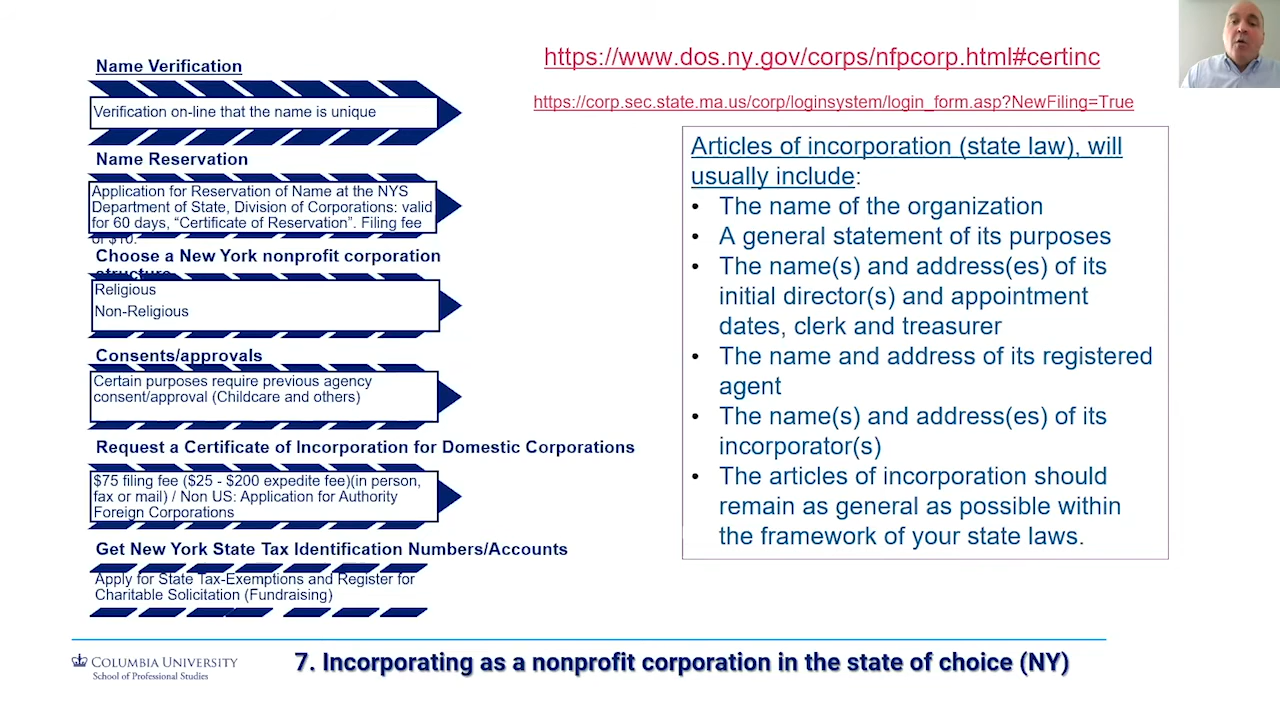 Name Verification
Verification on-line that the name is unique
Name Reservation
Application for Reservation of Name at the NYS
Department of State, Division of Corporations: valid
for 60 days, “Certificate of Reservation”. Filing fee
of $10.
Choose a New York nonprofit corporation
structure
Religious
Non-Religious
Consents/approvals
Certain purposes require previous agency
consent/approval (Childcare and others)
Request a Certificate of Incorporation for Domestic Corporations
$75 filing fee ($25 - $200 expedite fee)(in person,
fax or mail) / Non US: Application for Authority
Foreign Corporations
Get New York State Tax Identification Numbers/Accounts
Apply for State Tax-Exemptions and Register for
Charitable Solicitation (Fundraising)
https://www.dos.ny.gov/corps/nfpcorp.html#certinc
https://corp.sec.state.ma.us/corp/loginsystem/login_form.asp?NewFiling=True
Articles of incorporation (state law), will
usually include:
• The name of the organization
• A general statement of its purposes
• The name(s) and address(es) of its
initial director(s) and appointment
dates, clerk and treasurer
• The name and address of its registered
agent
• The name(s) and address(es) of its
incorporator(s)
• The articles of incorporation should
remain as general as possible within
the framework of your state laws.
COLUMBIA UNIVERSITY
School of Professional Studies
7. Incorporating as a nonprofit corporation in the state of choice (NY)